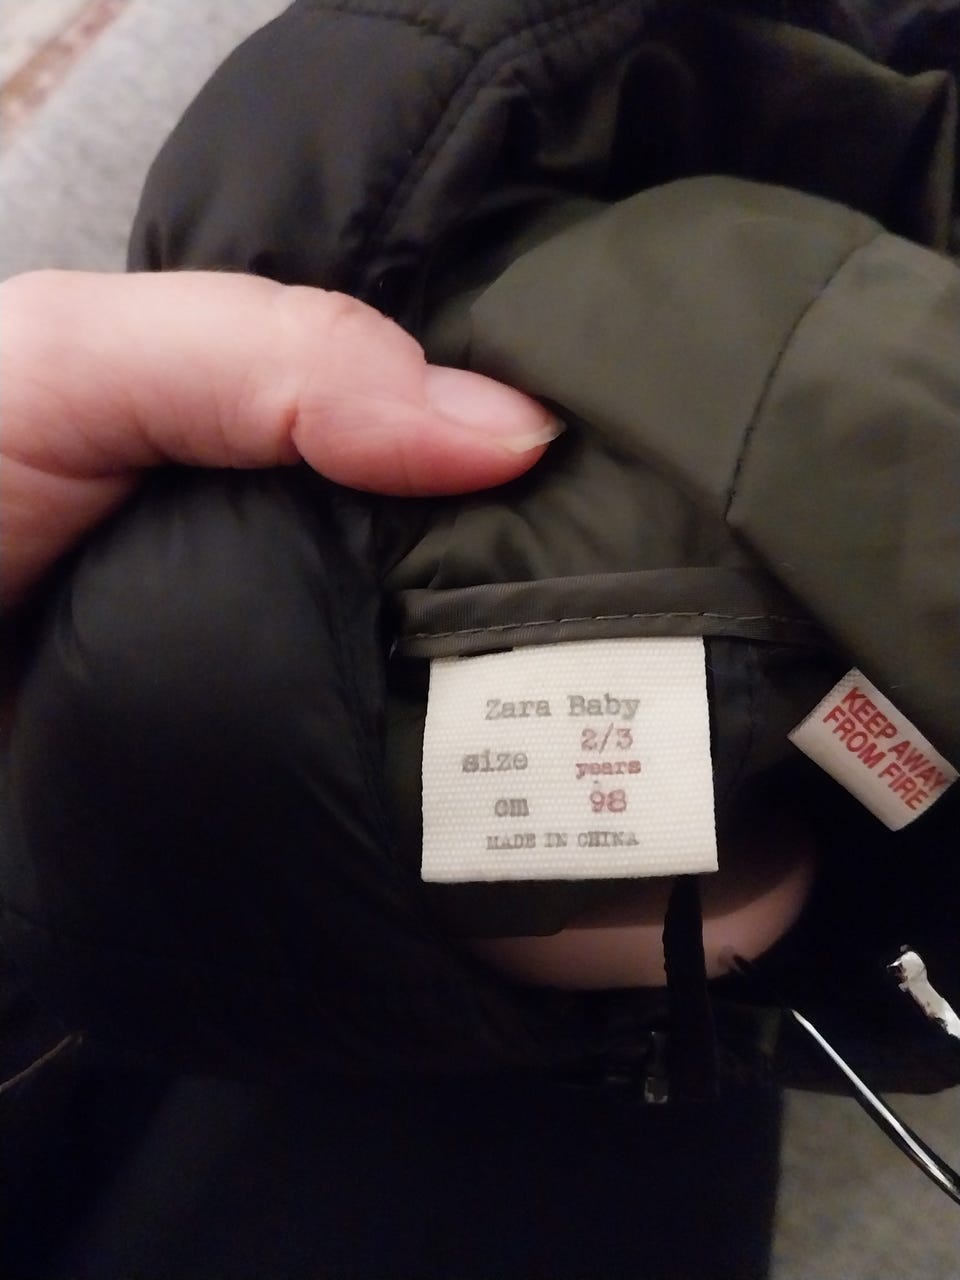 Zara Baby
size 2/3
years
cm 98
MADE IN CHINA
KEEP AWAY
FROM FIRE